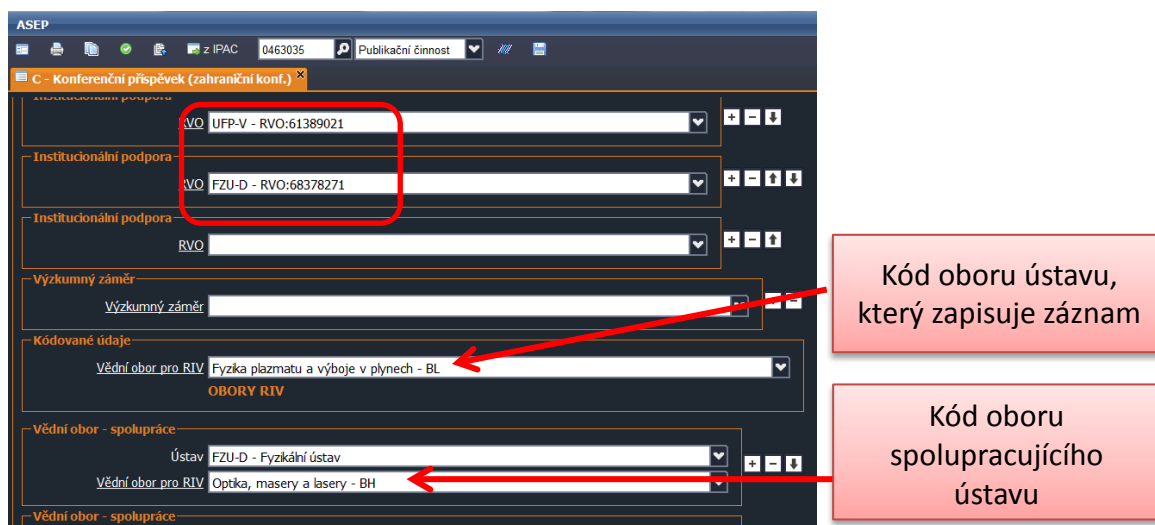 ASEP
z IPAC 0463035 Publikační činnost
C - Konferenční příspěvek (zahraniční konf.)
Institucionální podpora
RVO UFP-V - RVO:61389021
Institucionální podpora
RVO FZU-D - RVO:68378271
Institucionální podpora
RVO
Výzkumný záměr
Výzkumný záměr
Kódované údaje
Vědní obor pro RIV Fyzika plazmatu a výboje v plynech - BL
OBORY RIV
Vědní obor - spolupráce
Ústav FZU-D - Fyzikální ústav
Vědní obor pro RIV Optika, masery a lasery - BH
Vědní obor - spolupráce
Kód oboru ústavu,
který zapisuje záznam
Kód oboru
spolupracujícího
ústavu